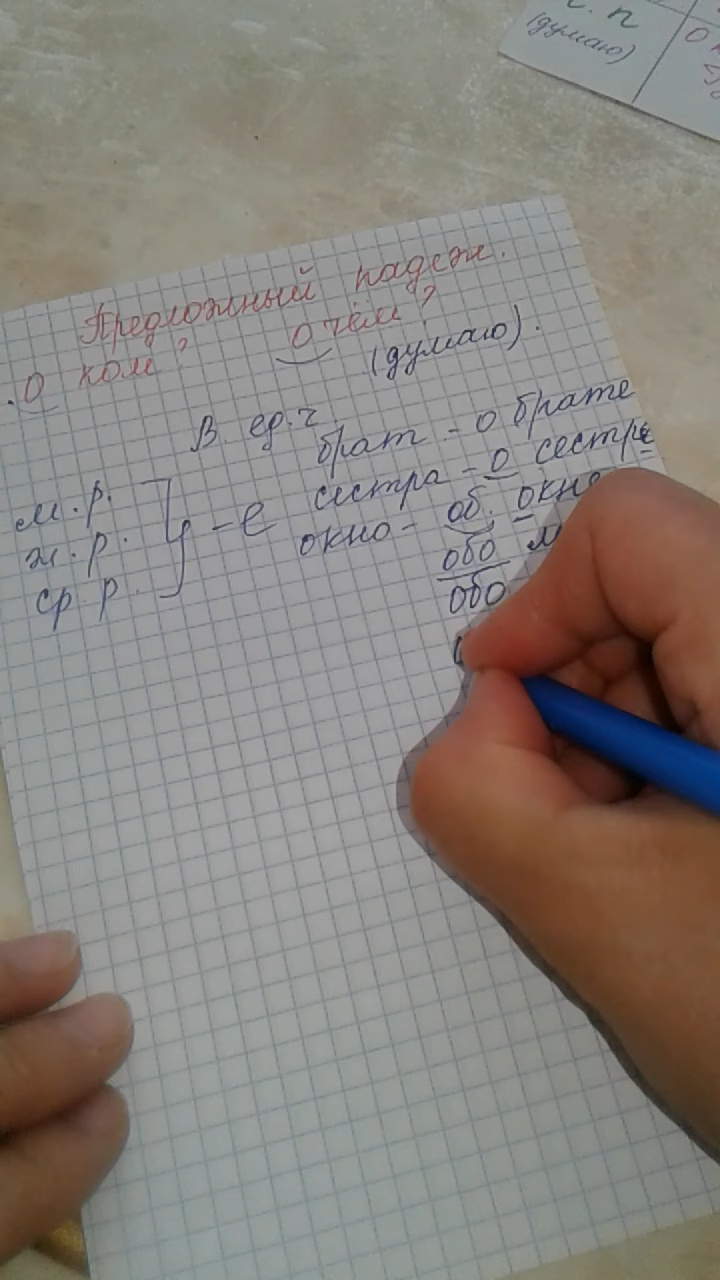 п
(думаю)
О
Предложный падеж.
.О ком? О чём?
(думаю).
В ед.ч.
м.р. брат - о брате
ж.р. - е сестра - о сестре
ср.р. окно - об окне
обо м
обо